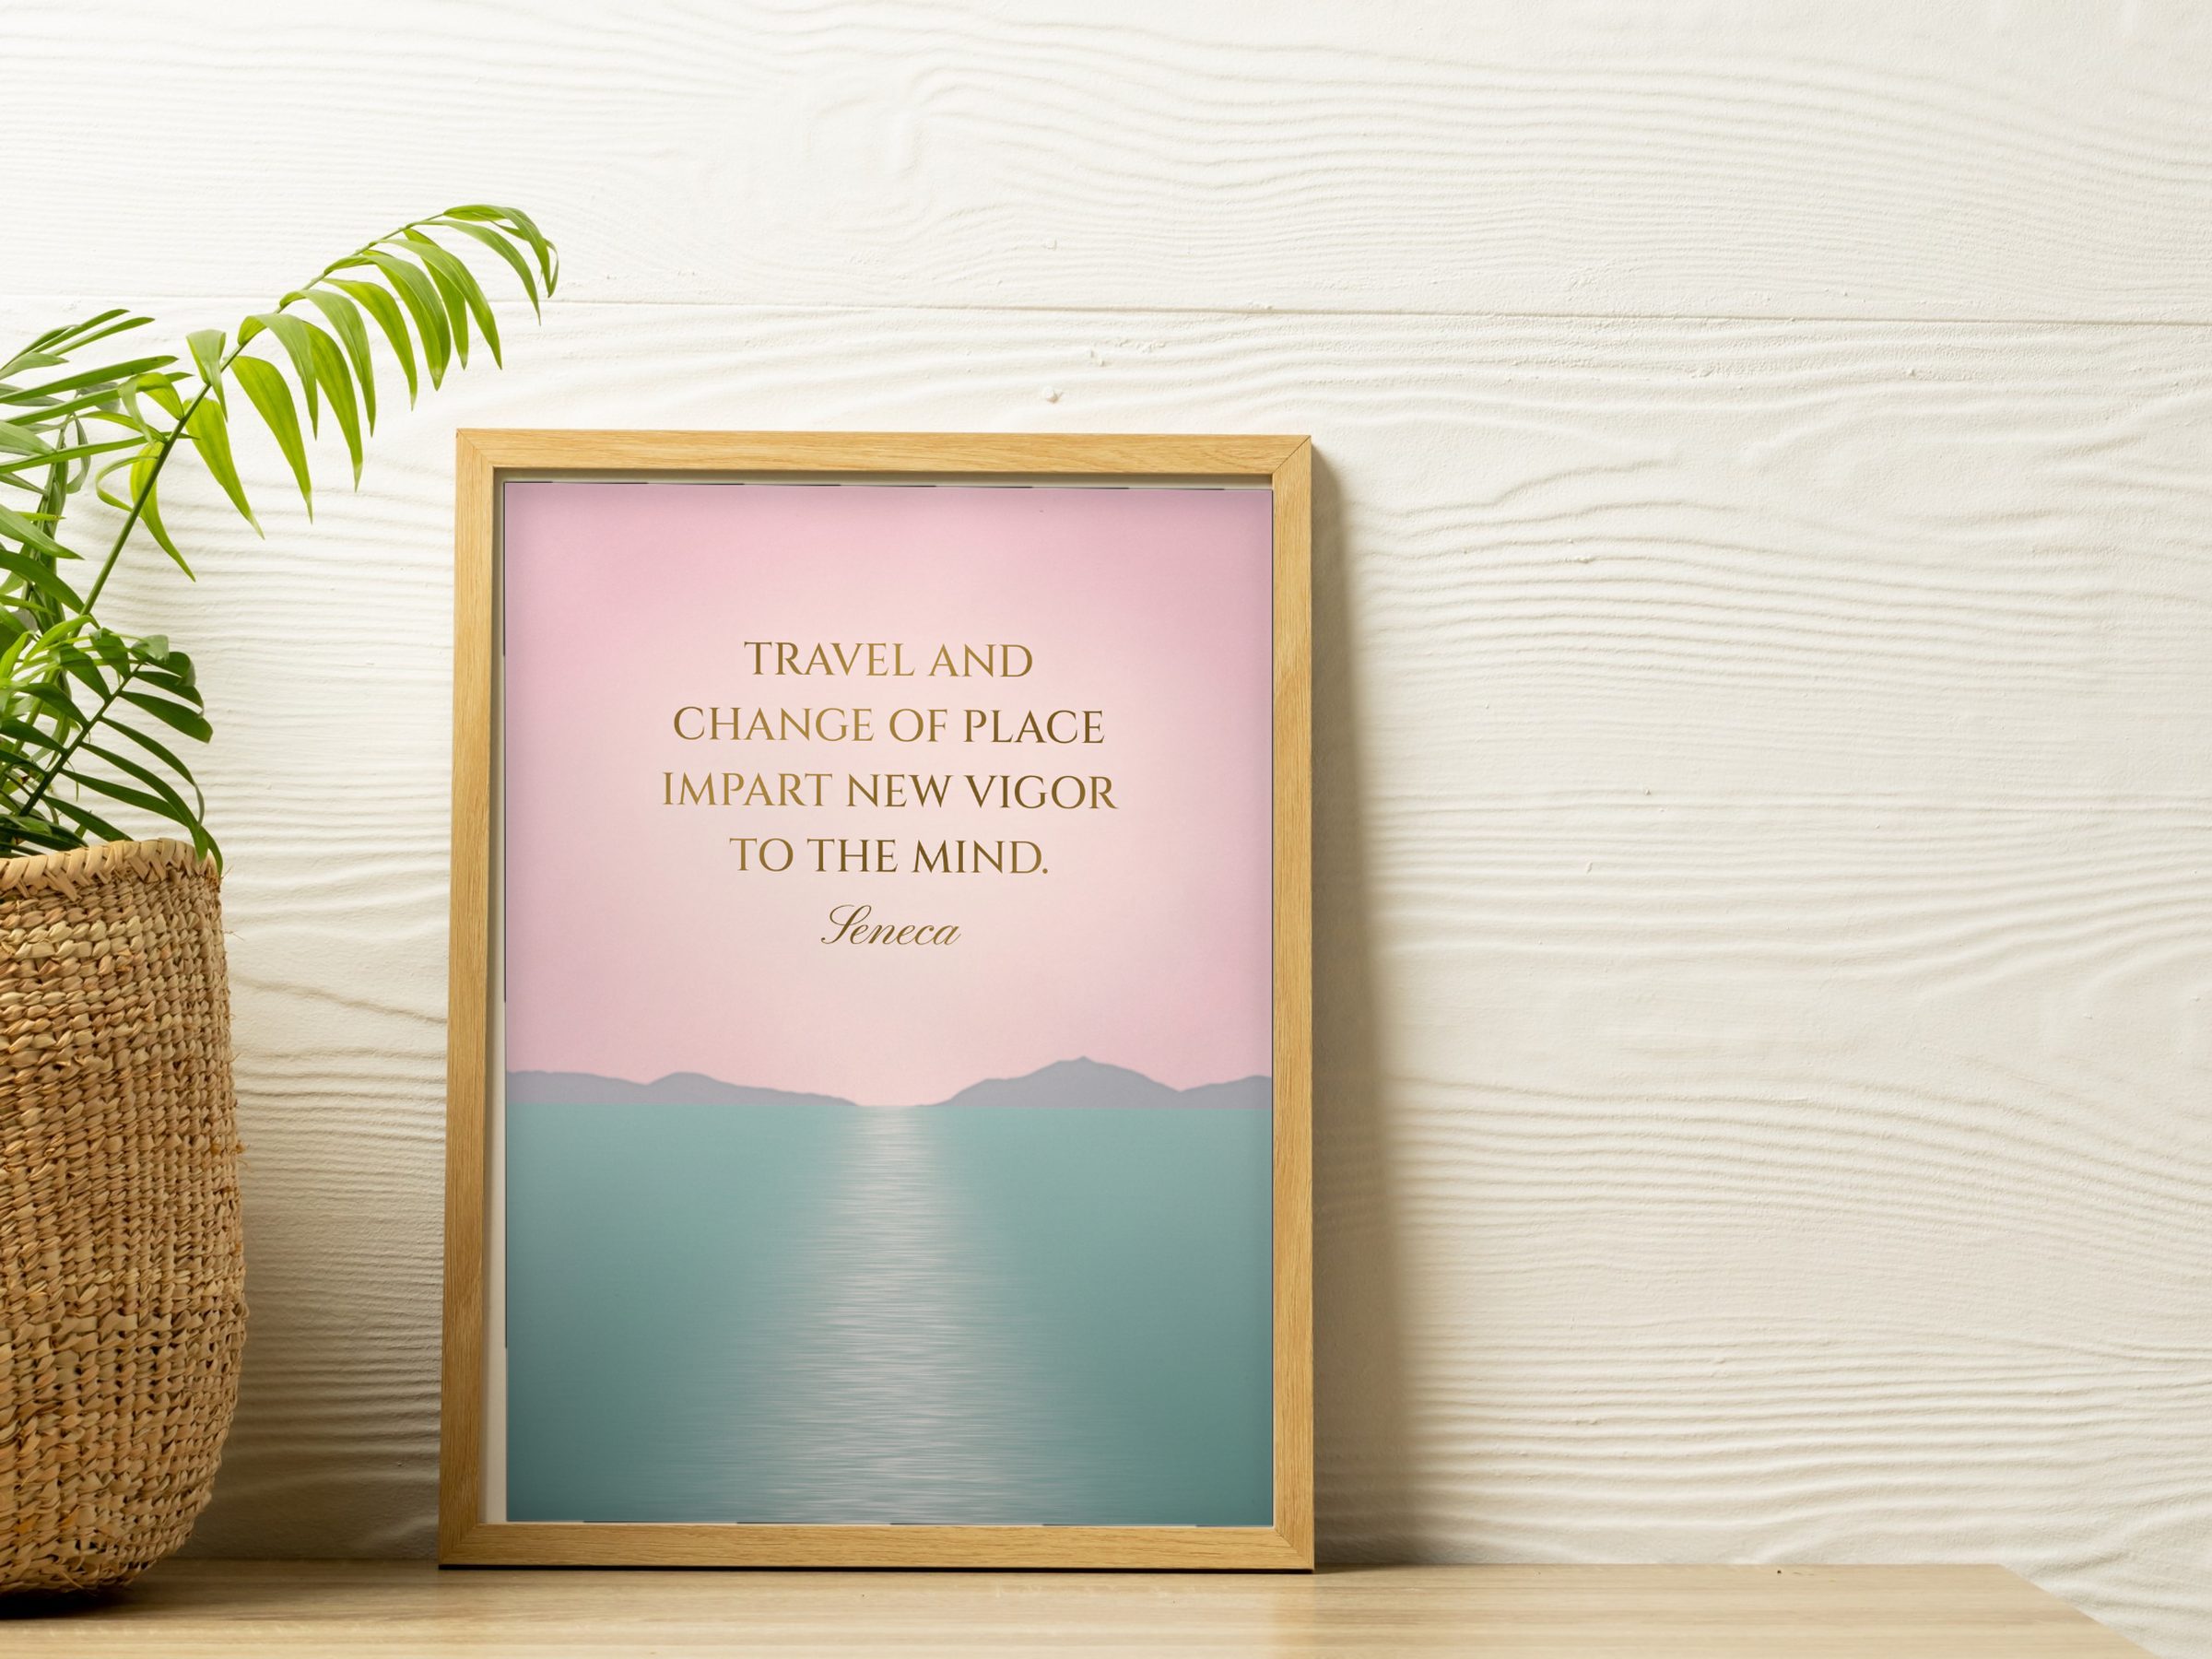 TRAVEL AND
CHANGE OF PLACE
IMPART NEW VIGOR
TO THE MIND.
Seneca